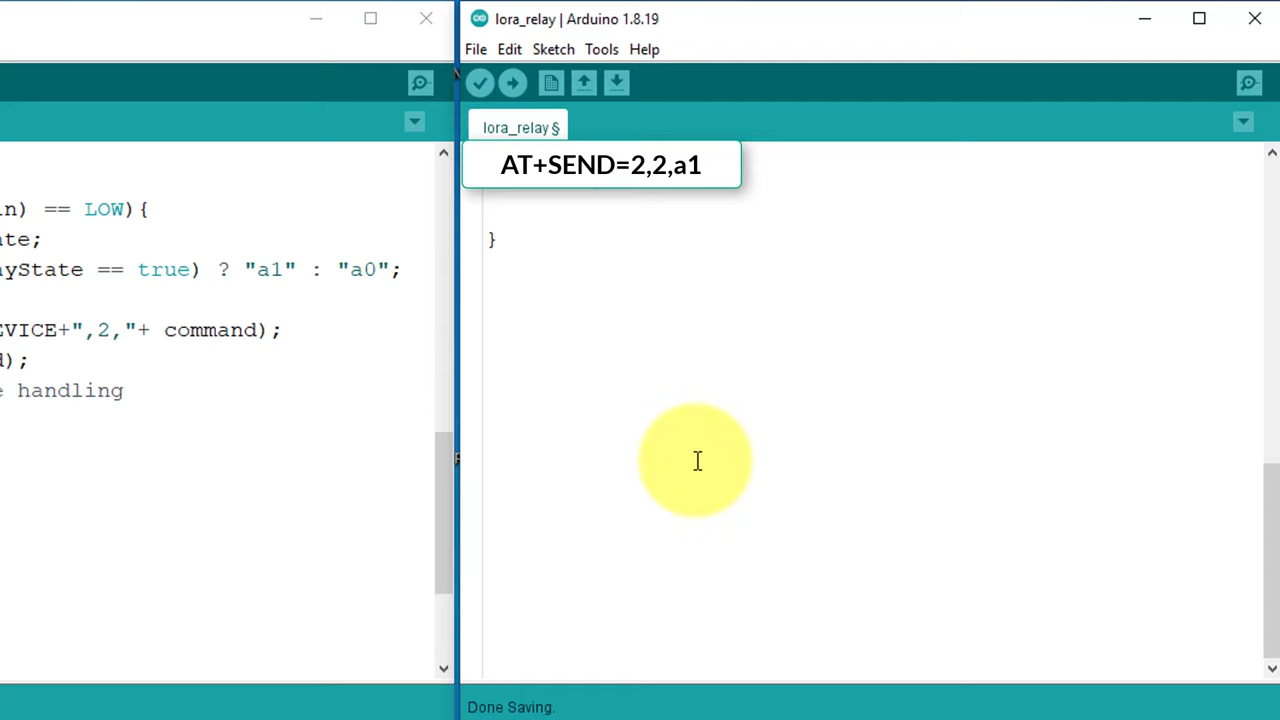 lora_relay | Arduino 1.8.19
File Edit Sketch Tools Help
lora_relay §
AT+SEND=2,2,a1
n) == LOW){
te;
yState == true) ? "a1" : "a0";
EVICE+",2,"+ command);
d);
handling
}
Done Saving.